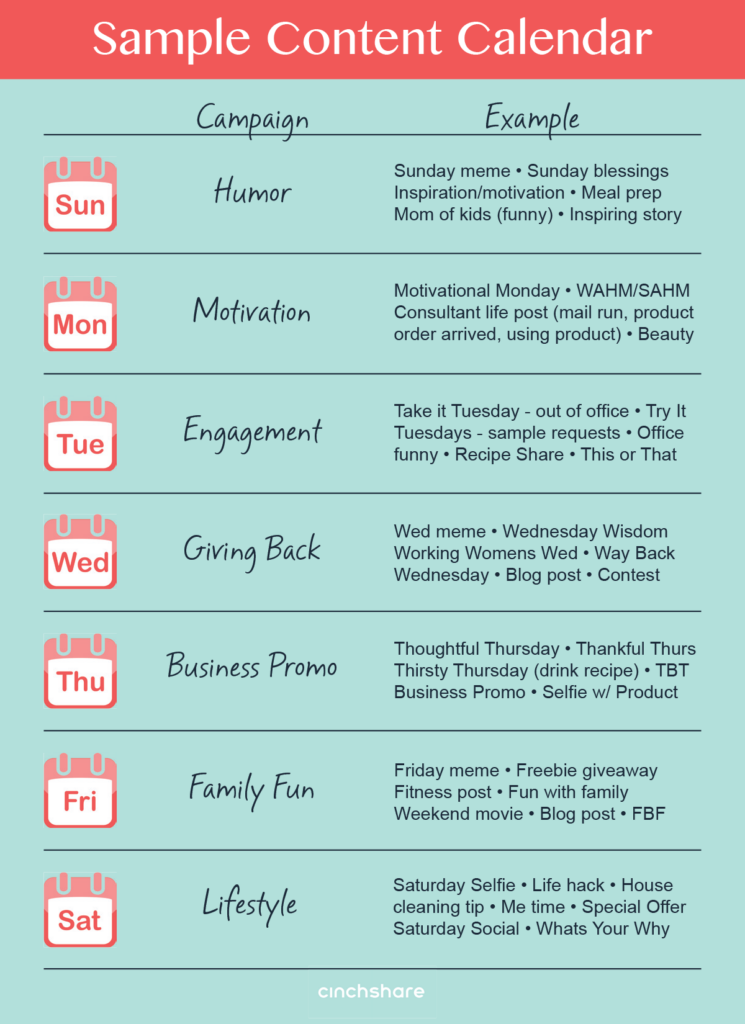 Sample Content Calendar
Campaign Example
Sun
Humor
Sunday meme • Sunday blessings
Inspiration/motivation • Meal prep
Mom of kids (funny) • Inspiring story
Mon
Motivation
Motivational Monday • WAHM/SAHM
Consultant life post (mail run, product
order arrived, using product) • Beauty
Tue
Engagement
Take it Tuesday - out of office • Try It
Tuesdays - sample requests • Office
funny • Recipe Share • This or That
Wed
Giving Back
Wed meme • Wednesday Wisdom
Working Womens Wed • Way Back
Wednesday • Blog post • Contest
Thu
Business Promo
Thoughtful Thursday • Thankful Thurs
Thirsty Thursday (drink recipe) • TBT
Business Promo • Selfie w/ Product
Fri
Family Fun
Friday meme • Freebie giveaway
Fitness post • Fun with family
Weekend movie • Blog post • FBF
Sat
Lifestyle
Saturday Selfie • Life hack • House
cleaning tip • Me time • Special Offer
Saturday Social • Whats Your Why
cinchshare